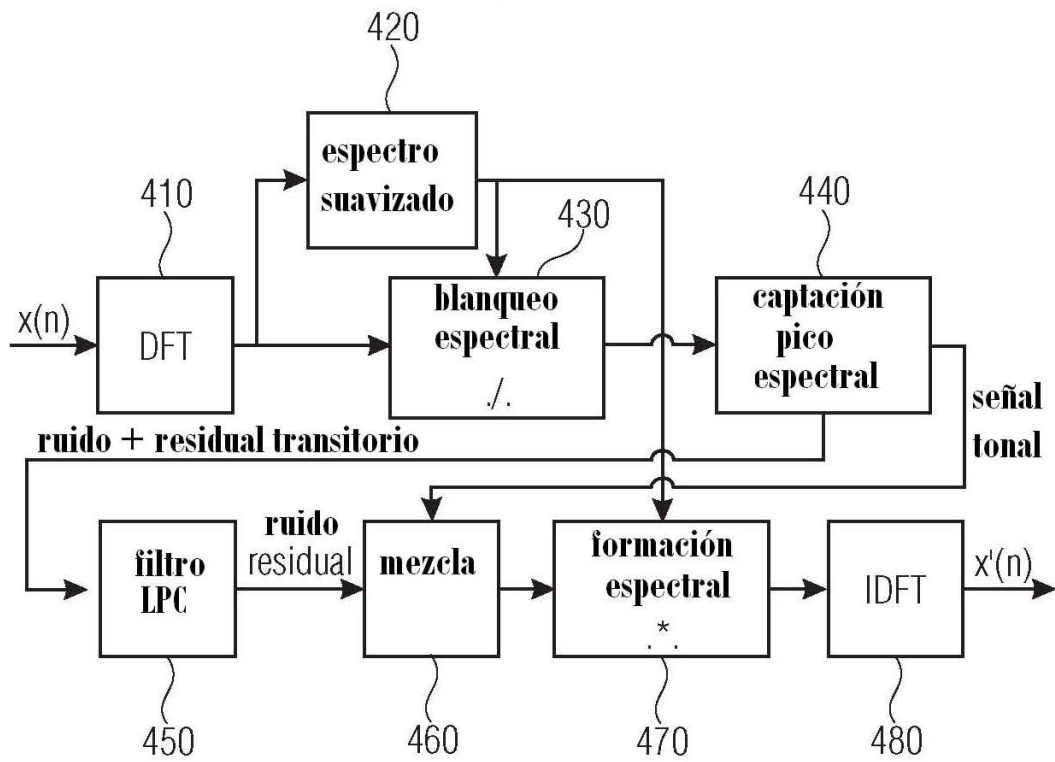 420
espectro
suavizado
410
430
440
x(n)
DFT
blanqueo
espectral
./.
captación
pico
espectral
señal
tonal
ruido + residual transitorio
filtro
LPC
ruido
residual
mezcla
formación
espectral
.*.
IDFT
x'(n)
450
460
470
480